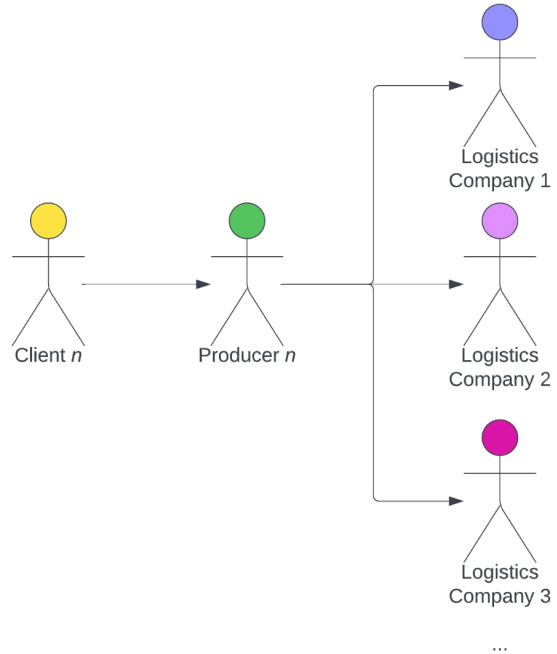 Logistics
Company 1
Client n
Producer n
Logistics
Company 2
Logistics
Company 3
...